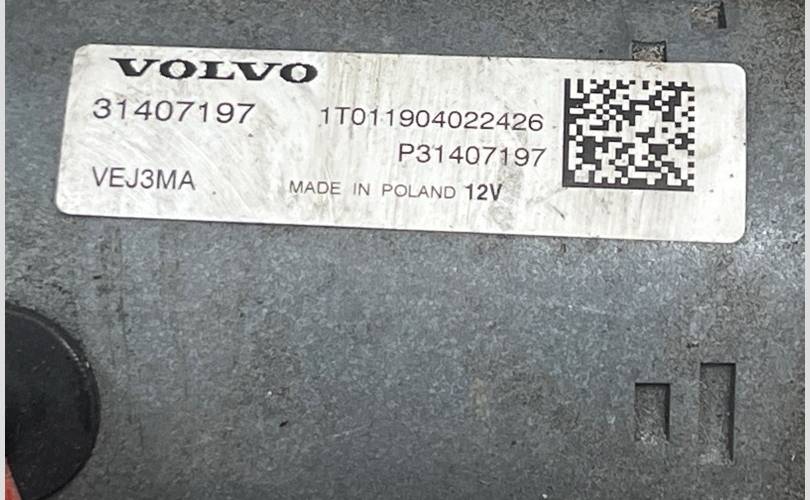 VOLVO
31407197
1T011904022426
P31407197
VEJ3MA
MADE IN POLAND 12V